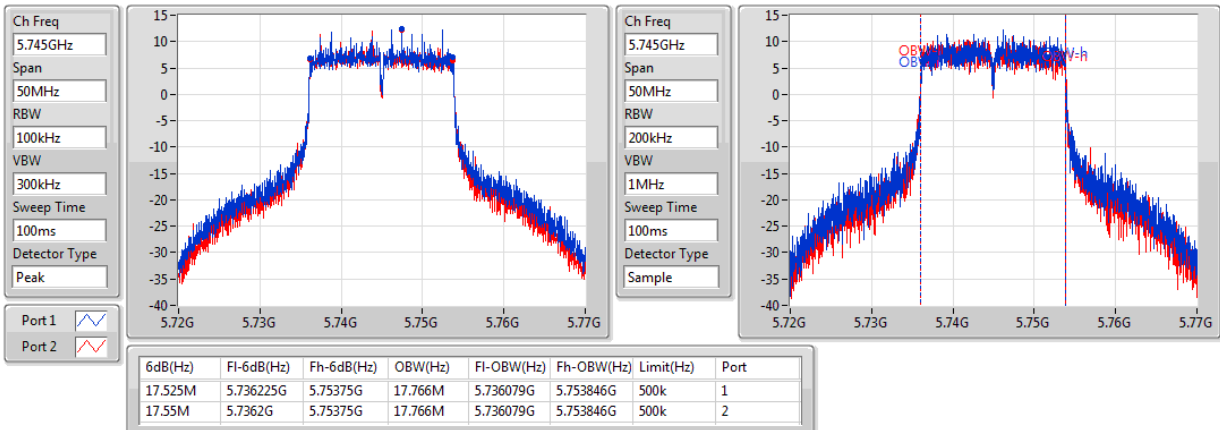 Ch Freq
5.745GHz
Span
50MHz
RBW
100kHz
VBW
300kHz
Sweep Time
100ms
Detector Type
Peak
Port 1
Port 2
15
10
5
0
-5
-10
-15
-20
-25
-30
-35
-40
5.72G 5.73G 5.74G 5.75G 5.76G 5.77G
Ch Freq
5.745GHz
Span
50MHz
RBW
200kHz
VBW
1MHz
Sweep Time
100ms
Detector Type
Sample
15
10
5
0
-5
-10
-15
-20
-25
-30
-35
-40
5.72G 5.73G 5.74G 5.75G 5.76G 5.77G
6dB(Hz) Fl-6dB(Hz) Fh-6dB(Hz) OBW(Hz) Fl-OBW(Hz) Fh-OBW(Hz) Limit(Hz) Port
17.525M 5.736225G 5.75375G 17.766M 5.736079G 5.753846G 500k 1
17.55M 5.7362G 5.75375G 17.766M 5.736079G 5.753846G 500k 2